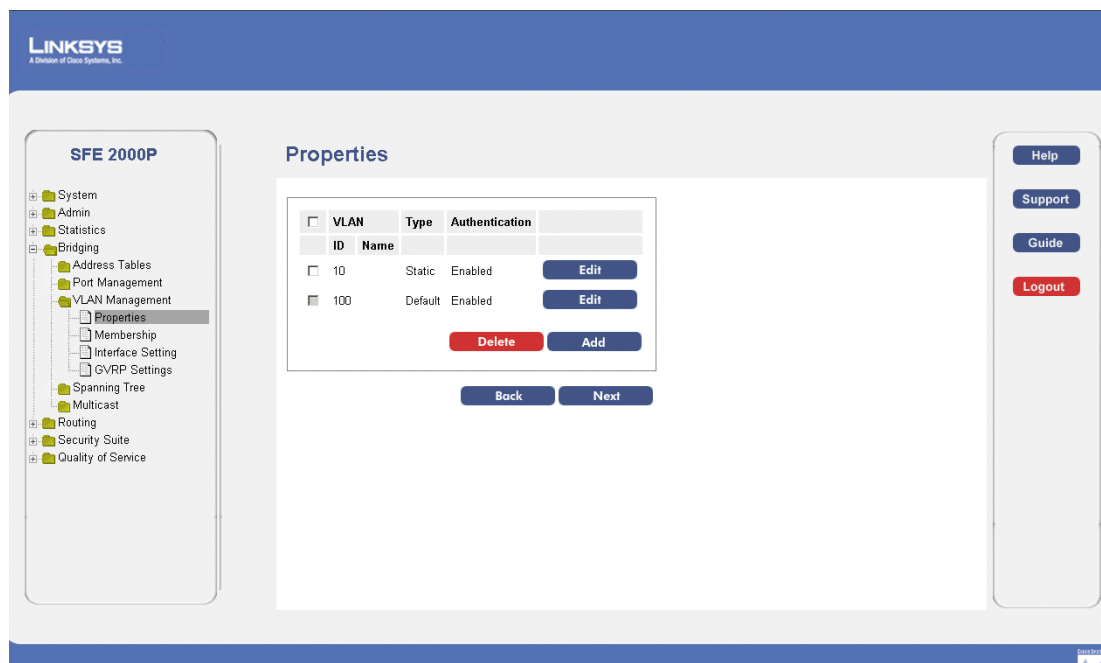 LINKSYS
A Division of Cisco Systems, Inc.
SFE 2000P
System
Admin
Statistics
Bridging
Address Tables
Port Management
VLAN Management
Properties
Membership
Interface Setting
GVRP Settings
Spanning Tree
Multicast
Routing
Security Suite
Quality of Service
Properties
VLAN Type Authentication
ID Name
10 Static Enabled Edit
100 Default Enabled Edit
Delete Add
Back Next
Help
Support
Guide
Logout